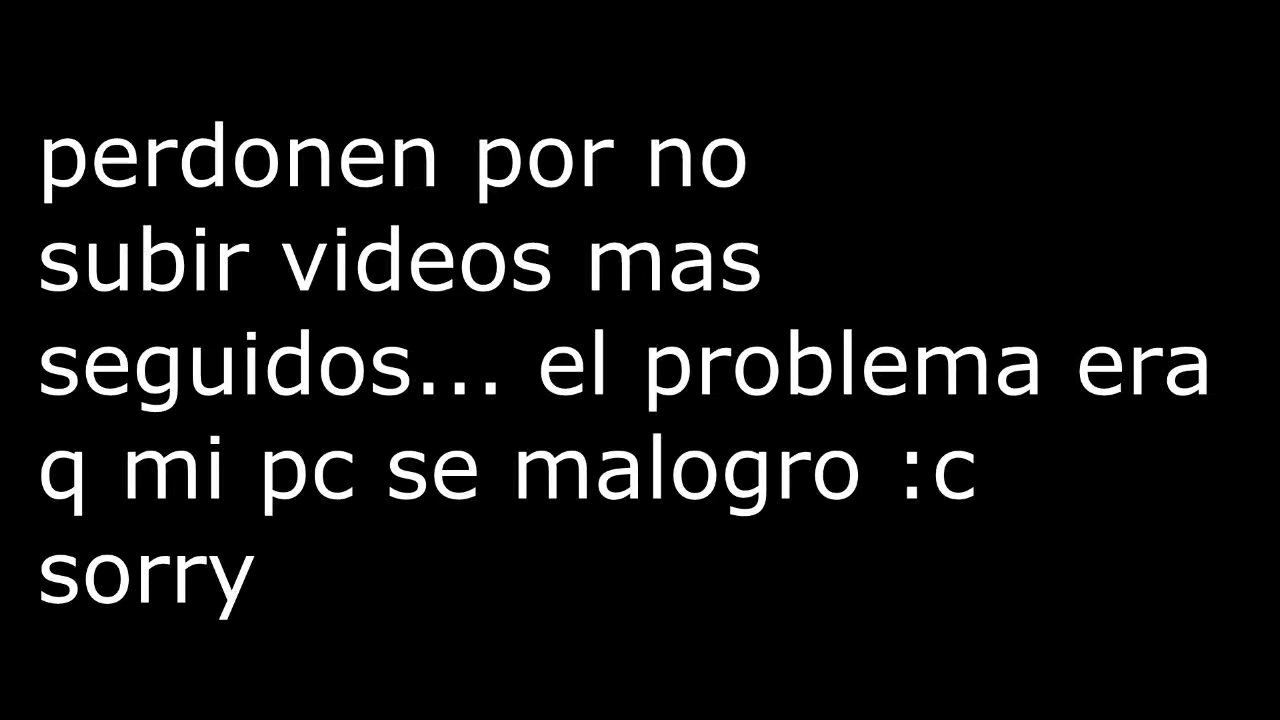 perdonen por no
subir videos mas
seguidos... el problema era
q mi pc se malogro :c
sorry